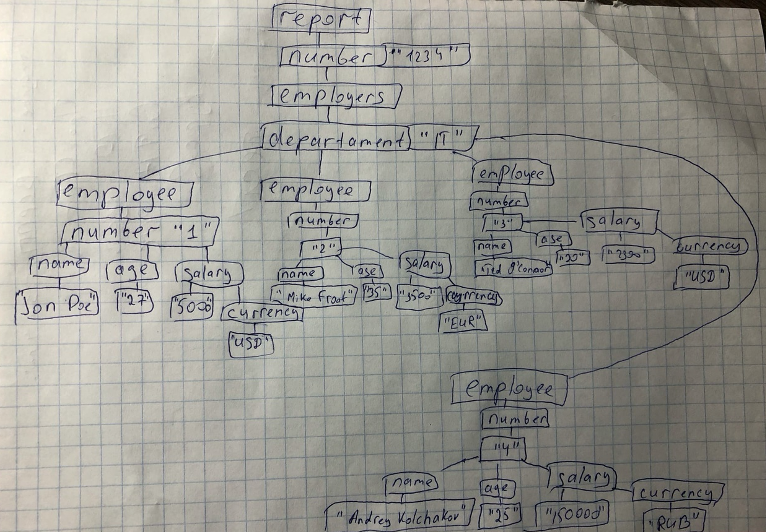 report
number "1234"
employers
departament "IT"
employee
number "1"
name
age
salary
"Jon Doe"
"27"
"5000"
currency
"USD"
employee
number
"2"
name
age
salary
"Mike Froot"
"35"
"3500"
currency
"EUR"
employee
number
"3"
name
age
salary
currency
"USD"
employee
number
"4"
name
age
salary
currency
"Andrey Kolchakov"
"25"
"150000"
"RUB"